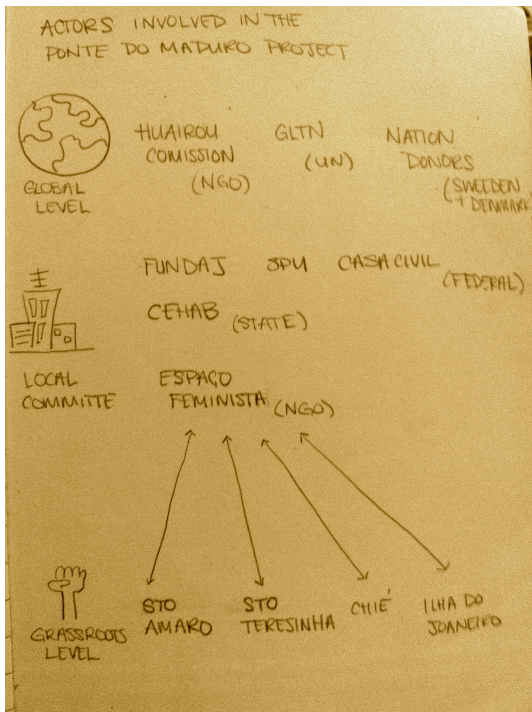 ACTORS INVOLVED IN THE
PONTE DO MADURO PROJECT
HUAIROU COMISSION (NGO)
GLTN (UN)
NATION DONORS (SWEDEN + DENMARK)
GLOBAL LEVEL
FUNDAJ SPU CASA CIVIL (FEDERAL)
CEHAB (STATE)
LOCAL COMMITTE
ESPAÇO FEMINISTA (NGO)
GRASSROOTS LEVEL
STO AMARO
STO TERESINHA
CHIÉ
ILHA DO JOANEIRO